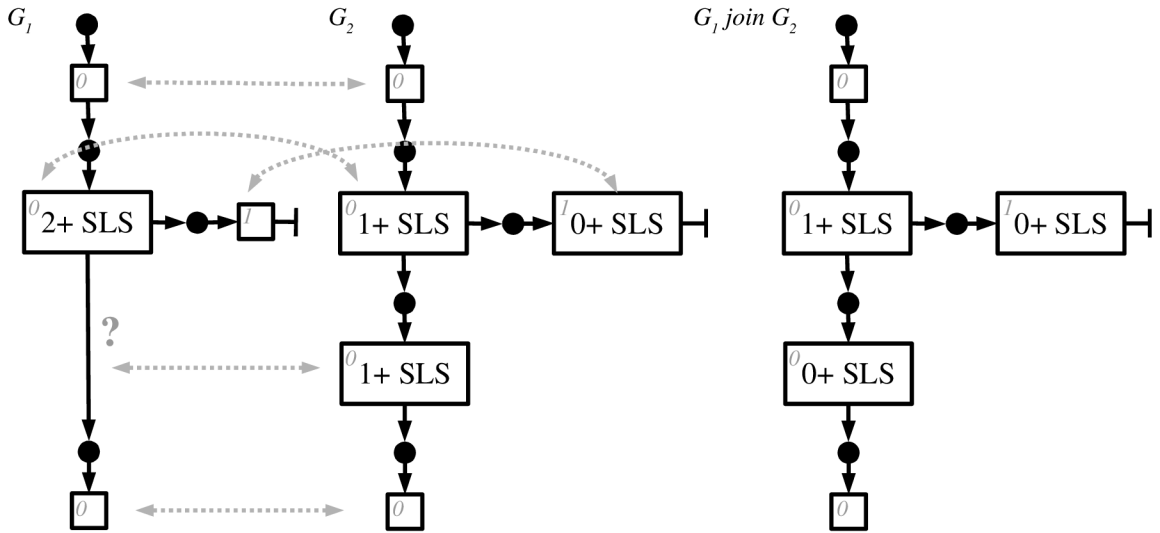 G1 G2 G1 join G2
0 0 0
0 2+ SLS 1 0 1+ SLS 1 0+ SLS 0 1+ SLS 1 0+ SLS
?
0 1+ SLS 0 0+ SLS
0 0 0